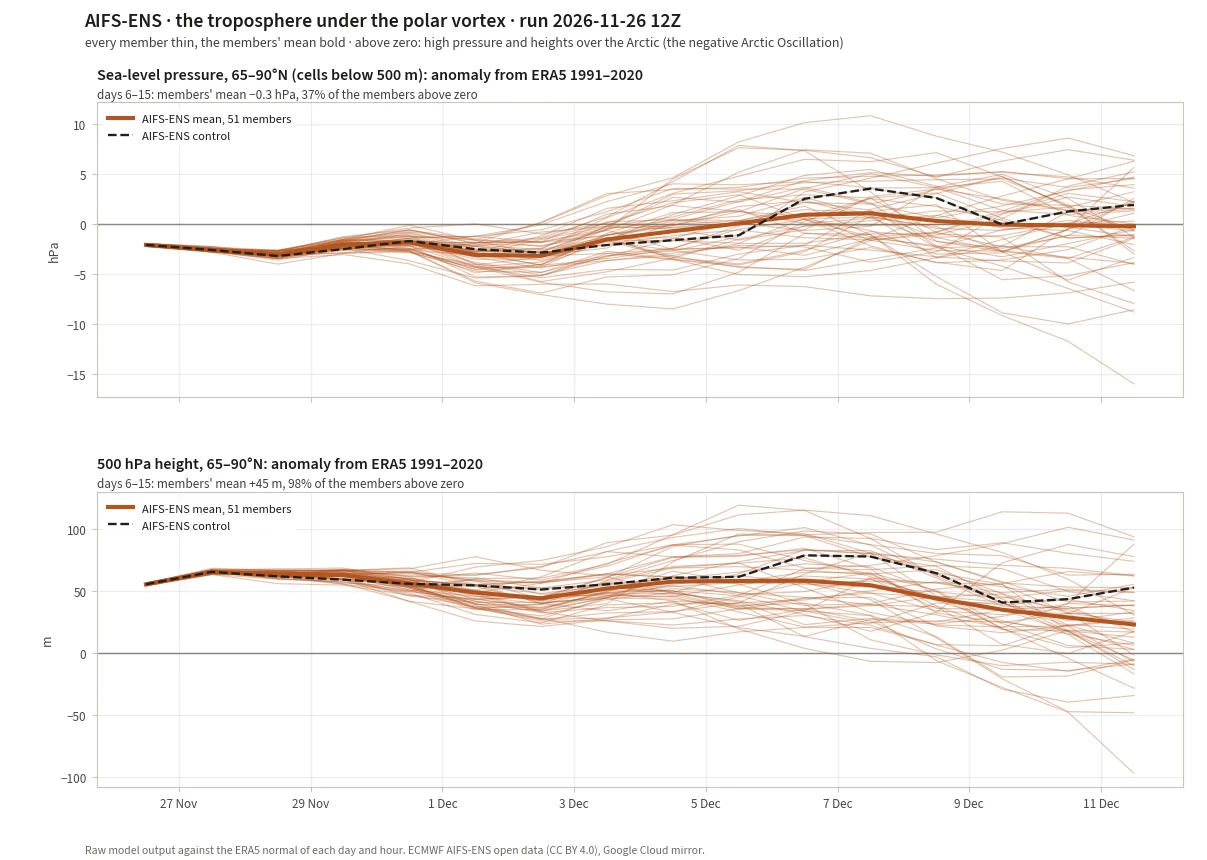 AIFS-ENS · the troposphere under the polar vortex · run 2026-11-26 12Z
every member thin, the members' mean bold · above zero: high pressure and heights over the Arctic (the negative Arctic Oscillation)
Sea-level pressure, 65–90°N (cells below 500 m): anomaly from ERA5 1991–2020
days 6–15: members' mean −0.3 hPa, 37% of the members above zero
AIFS-ENS mean, 51 members
AIFS-ENS control
10
5
0
−5
−10
−15
hPa
500 hPa height, 65–90°N: anomaly from ERA5 1991–2020
days 6–15: members' mean +45 m, 98% of the members above zero
AIFS-ENS mean, 51 members
AIFS-ENS control
100
50
0
−50
−100
m
27 Nov 29 Nov 1 Dec 3 Dec 5 Dec 7 Dec 9 Dec 11 Dec
Raw model output against the ERA5 normal of each day and hour. ECMWF AIFS-ENS open data (CC BY 4.0), Google Cloud mirror.